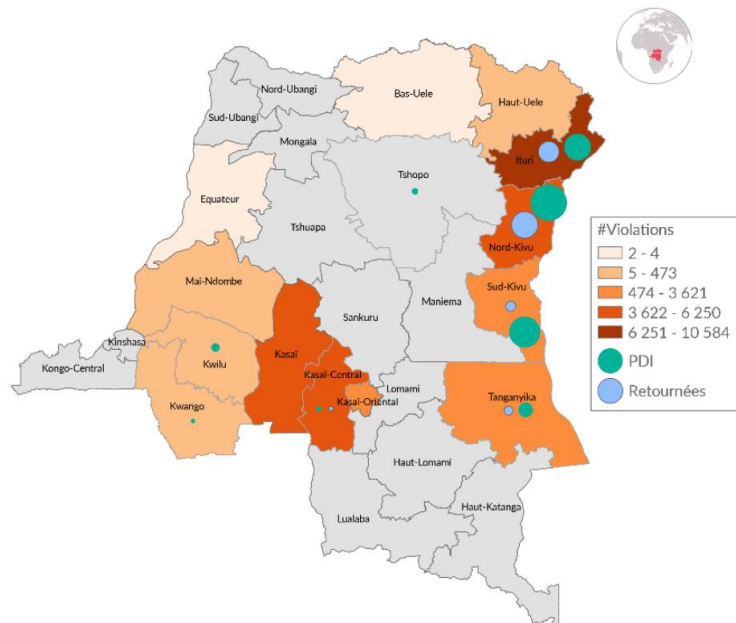 Nord-Ubangi
Sud-Ubangi
Bas-Uele
Haut-Uele
Mongala
Ituri
Tshopo
Equateur
Tshuapa
Nord-Kivu
Maï-Ndombe
Sud-Kivu
Maniema
Sankuru
Kinshasa
Kongo-Central
Kwilu
Kasaï
Kasaï-Central
Lomami
Kasaï-Oriental
Kwango
Tanganyika
Haut-Lomami
Lualaba
Haut-Katanga
#Violations
2 - 4
5 - 473
474 - 3 621
3 622 - 6 250
6 251 - 10 584
PDI
Retournées